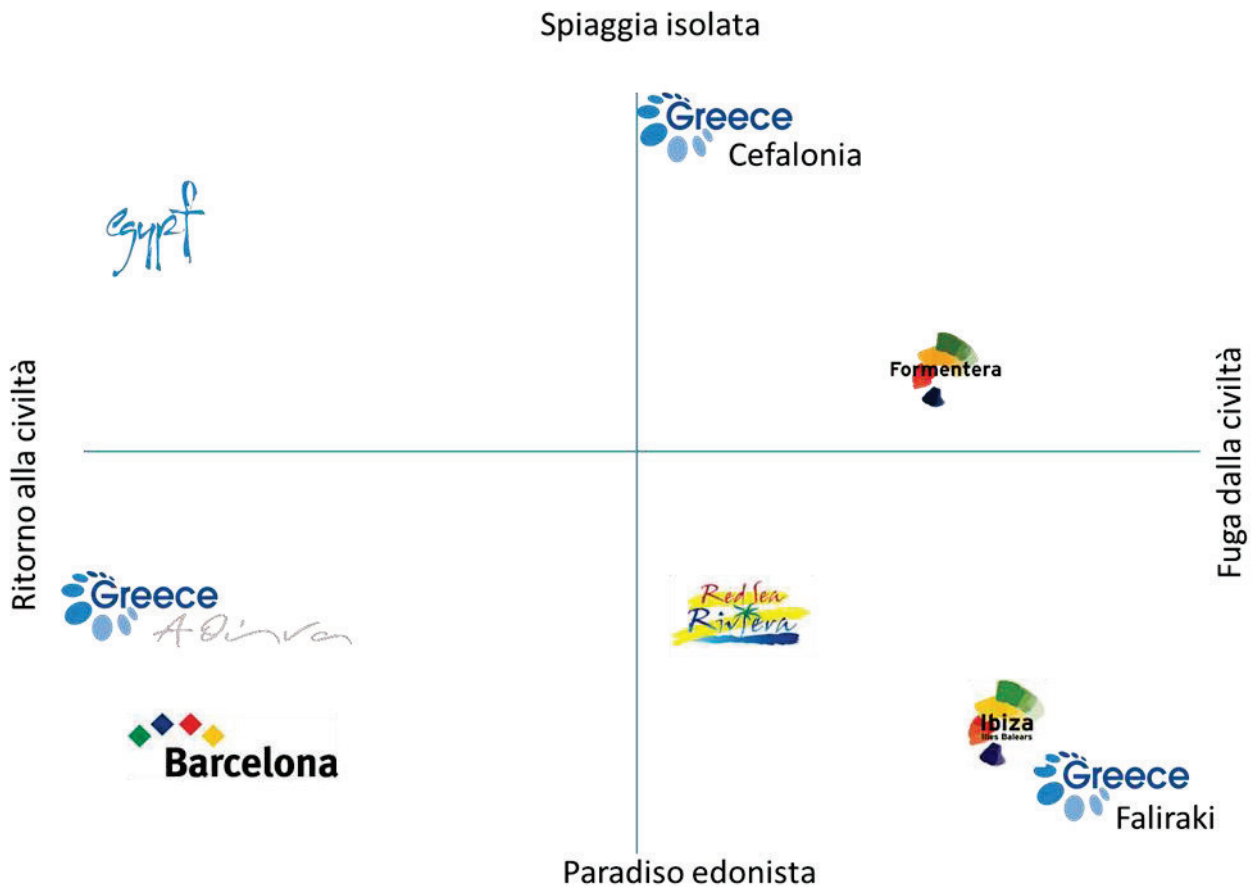 Spiaggia isolata
Greece
Cefalonia
egypt
Formentera
Ritorno alla civiltà
Fuga dalla civiltà
Greece
Αθήνα
Red Sea
Riviera
Ibiza
Illes Balears
Barcelona
Greece
Faliraki
Paradiso edonista